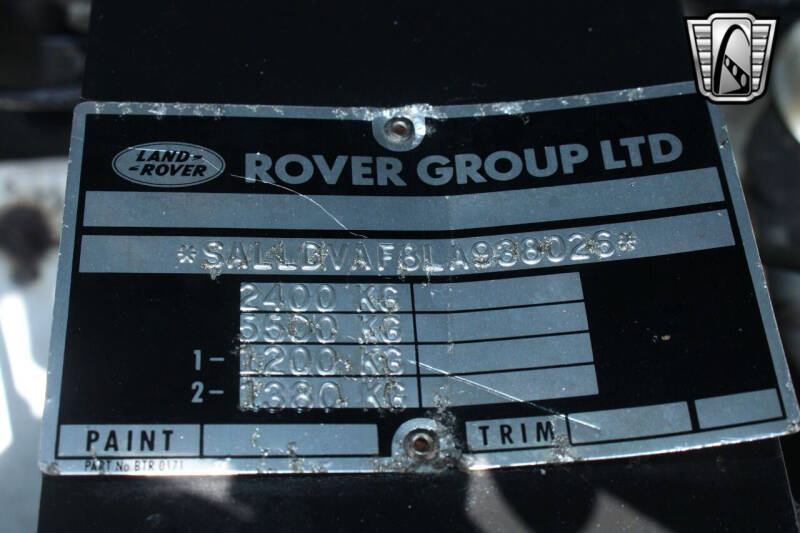 LAND-
-ROVER
ROVER GROUP LTD
*SALLDVAF6LA938026*
2400 KG
5500 KG
1- 1200 KG
2- 1380 KG
PAINT
TRIM
PART No BTR 0171